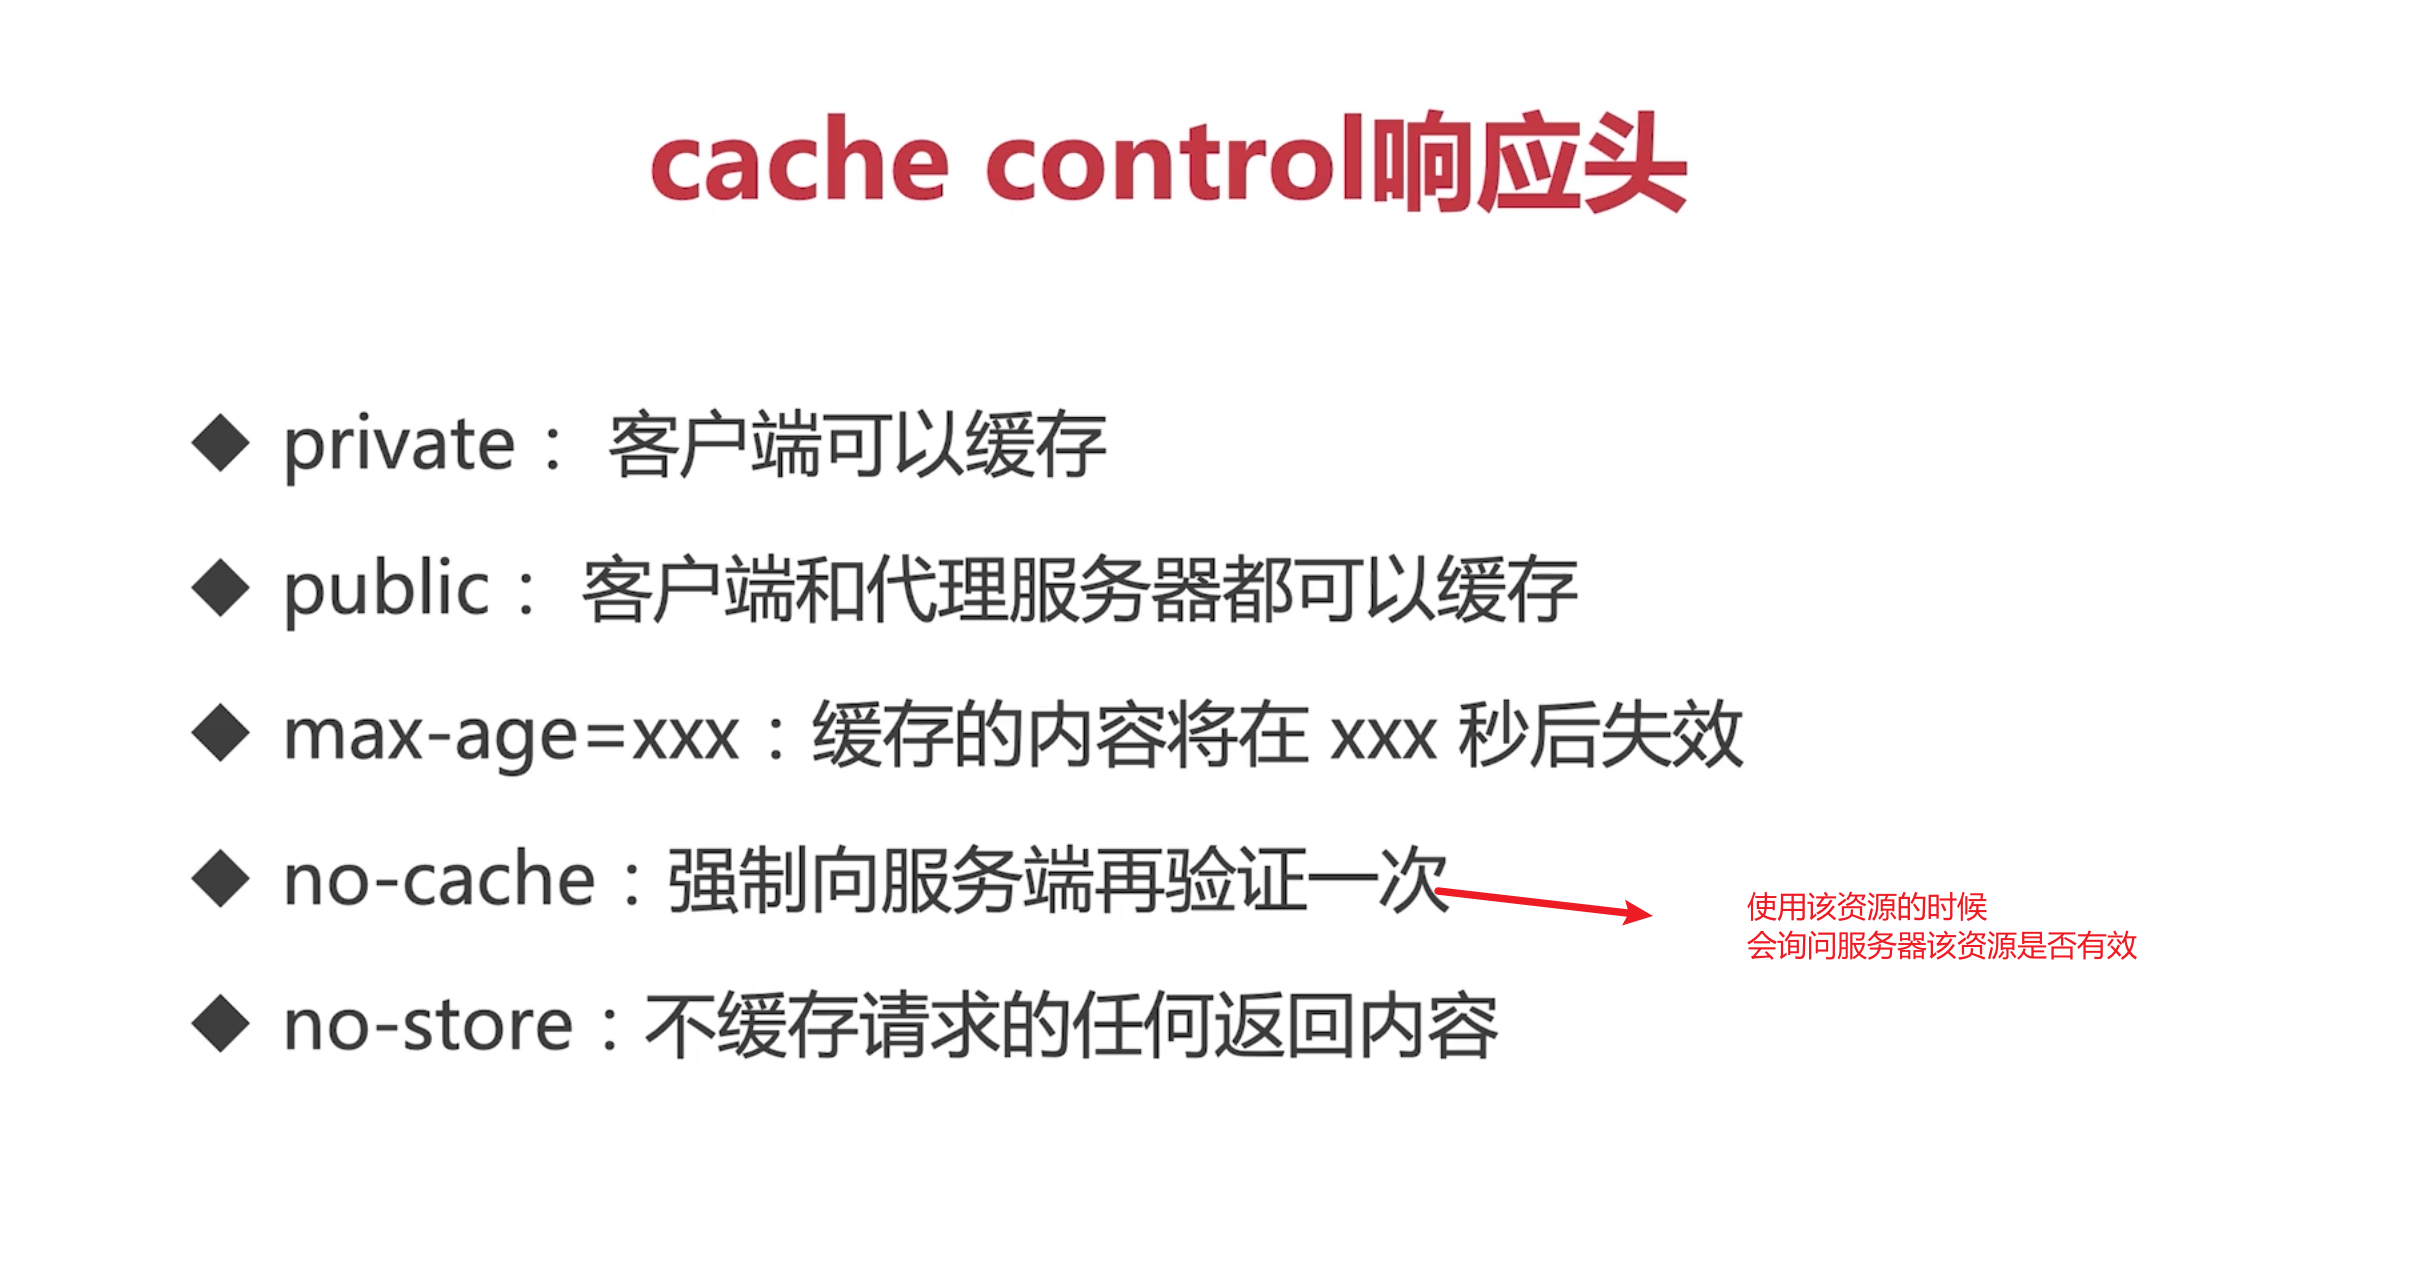 cache control响应头
◆ private： 客户端可以缓存
◆ public： 客户端和代理服务器都可以缓存
◆ max-age=xxx：缓存的内容将在 xxx 秒后失效
◆ no-cache：强制向服务端再验证一次
使用该资源的时候
会询问服务器该资源是否有效
◆ no-store：不缓存请求的任何返回内容